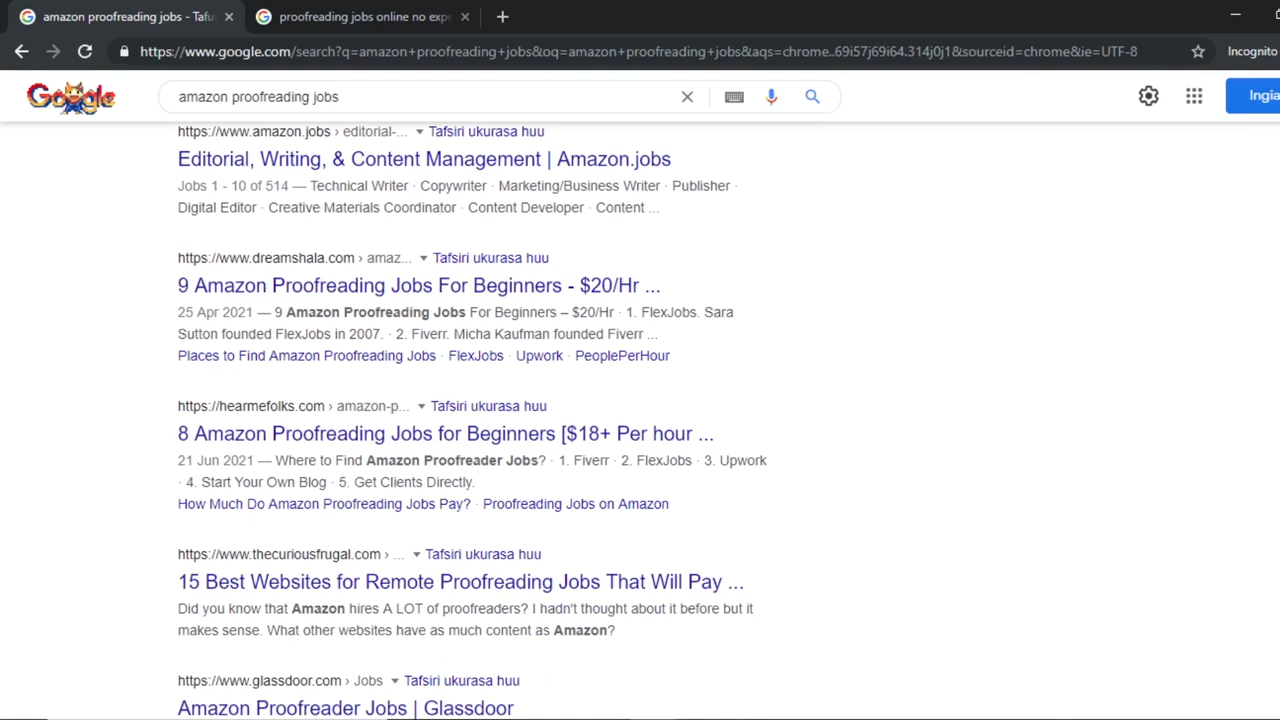 amazon proofreading jobs - Tafu
proofreading jobs online no expe
https://www.google.com/search?q=amazon+proofreading+jobs&oq=amazon+proofreading+jobs&aqs=chrome..69i57j69i64.314j0j1&sourceid=chrome&ie=UTF-8
Incognito
Google
amazon proofreading jobs
Ingia
https://www.amazon.jobs › editorial-... Tafsiri ukurasa huu
Editorial, Writing, & Content Management | Amazon.jobs
Jobs 1 - 10 of 514 — Technical Writer · Copywriter · Marketing/Business Writer · Publisher ·
Digital Editor · Creative Materials Coordinator · Content Developer · Content ...
https://www.dreamshala.com › amaz... Tafsiri ukurasa huu
9 Amazon Proofreading Jobs For Beginners - $20/Hr ...
25 Apr 2021 — 9 Amazon Proofreading Jobs For Beginners – $20/Hr · 1. FlexJobs. Sara
Sutton founded FlexJobs in 2007. · 2. Fiverr. Micha Kaufman founded Fiverr ...
Places to Find Amazon Proofreading Jobs · FlexJobs · Upwork · PeoplePerHour
https://hearmefolks.com › amazon-p... Tafsiri ukurasa huu
8 Amazon Proofreading Jobs for Beginners [$18+ Per hour ...
21 Jun 2021 — Where to Find Amazon Proofreader Jobs? · 1. Fiverr · 2. FlexJobs · 3. Upwork
· 4. Start Your Own Blog · 5. Get Clients Directly.
How Much Do Amazon Proofreading Jobs Pay? · Proofreading Jobs on Amazon
https://www.thecuriousfrugal.com › ... Tafsiri ukurasa huu
15 Best Websites for Remote Proofreading Jobs That Will Pay ...
Did you know that Amazon hires A LOT of proofreaders? I hadn't thought about it before but it
makes sense. What other websites have as much content as Amazon?
https://www.glassdoor.com › Jobs Tafsiri ukurasa huu
Amazon Proofreader Jobs | Glassdoor